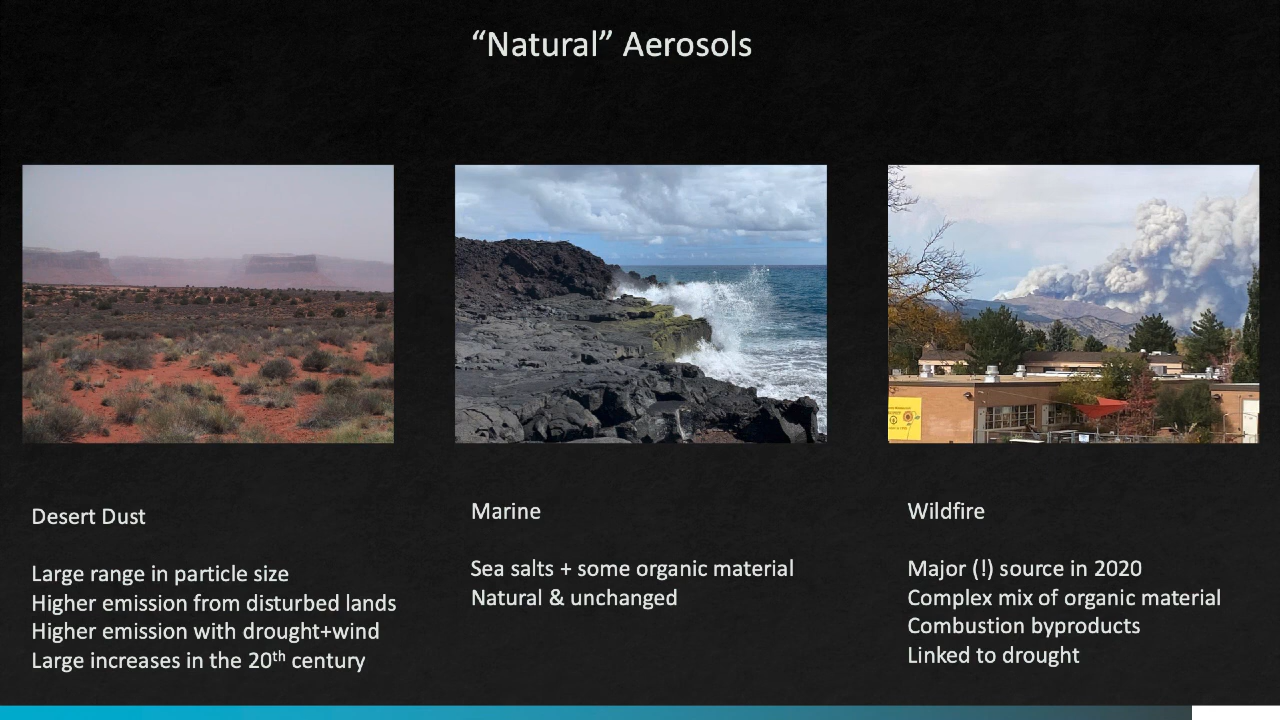 “Natural” Aerosols
Desert Dust
Large range in particle size
Higher emission from disturbed lands
Higher emission with drought+wind
Large increases in the 20th century
Marine
Sea salts + some organic material
Natural & unchanged
Wildfire
Major (!) source in 2020
Complex mix of organic material
Combustion byproducts
Linked to drought